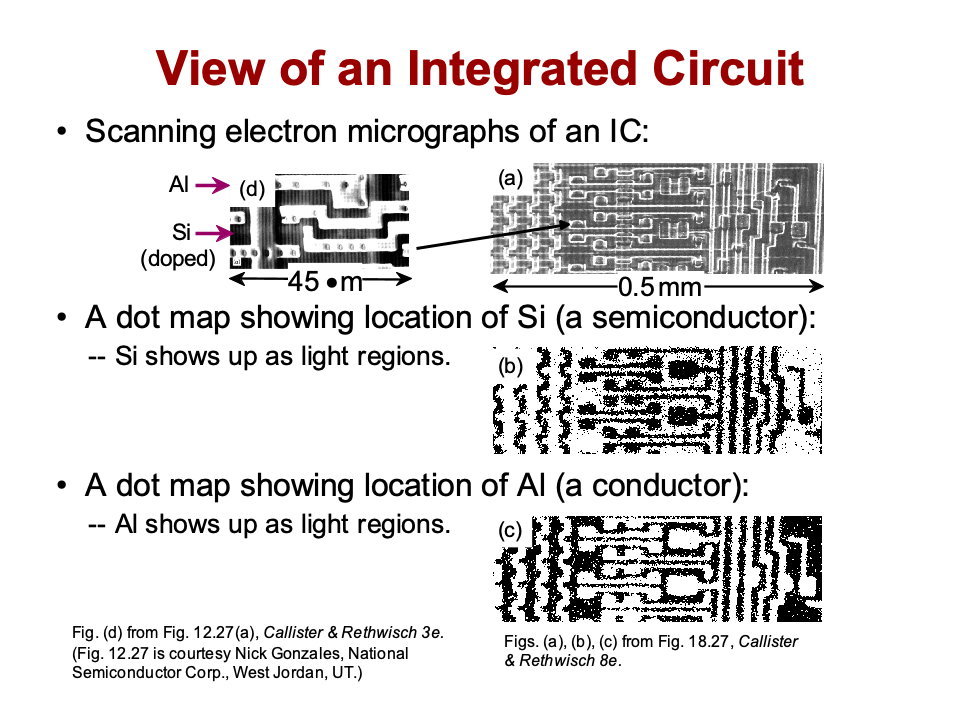 View of an Integrated Circuit
• Scanning electron micrographs of an IC:
Al
(d)
(a)
Si
(doped)
45 •m
0.5 mm
• A dot map showing location of Si (a semiconductor):
-- Si shows up as light regions.
(b)
• A dot map showing location of Al (a conductor):
-- Al shows up as light regions.
(c)
Fig. (d) from Fig. 12.27(a), Callister & Rethwisch 3e.
(Fig. 12.27 is courtesy Nick Gonzales, National
Semiconductor Corp., West Jordan, UT.)
Figs. (a), (b), (c) from Fig. 18.27, Callister
& Rethwisch 8e.